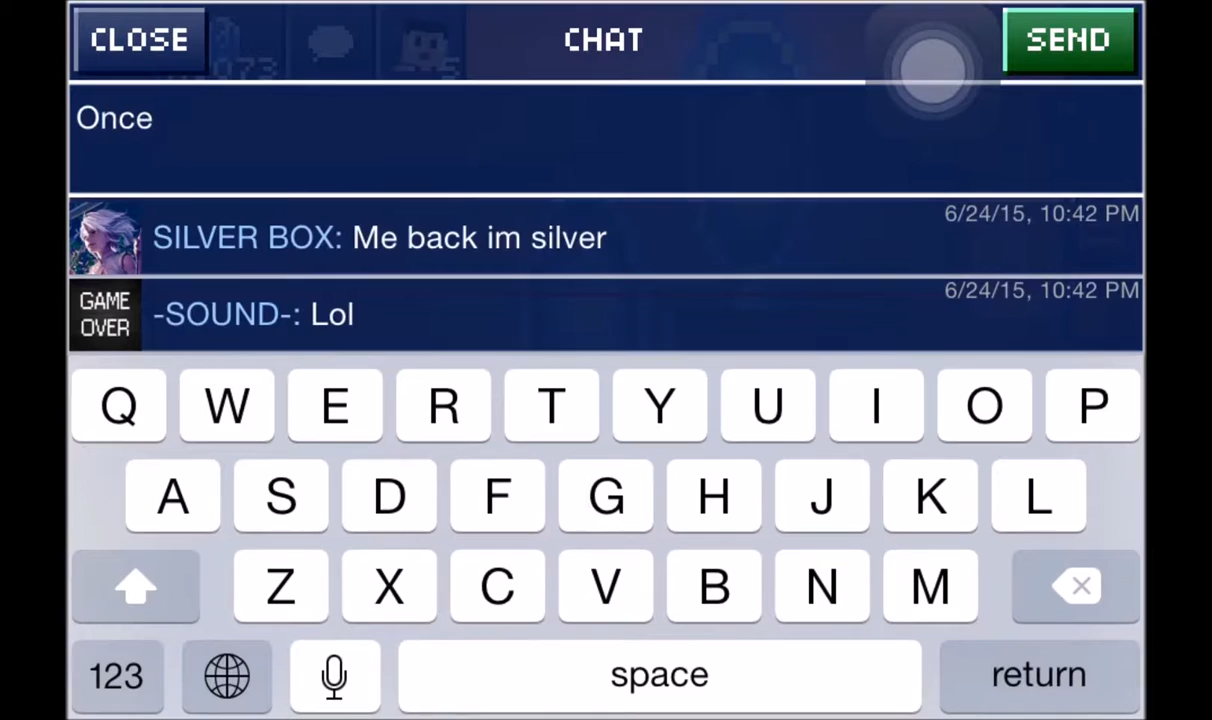 CLOSE
CHAT
SEND
Once
6/24/15, 10:42 PM
SILVER BOX: Me back im silver
6/24/15, 10:42 PM
GAME
OVER
-SOUND-: Lol
Q W E R T Y U I O P
A S D F G H J K L
Z X C V B N M
123
space
return